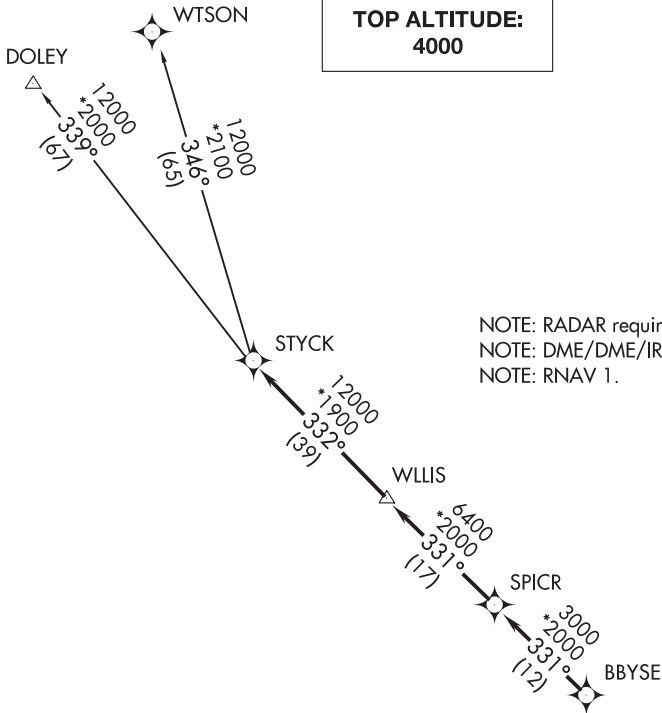 WTSON
TOP ALTITUDE:
4000
DOLEY
12000
*2000
339°
(67)
12000
*2100
346°
(65)
NOTE: RADAR requir
NOTE: DME/DME/IR
NOTE: RNAV 1.
STYCK
12000
*1900
332°
(39)
WLLIS
6400
*2000
331°
(17)
SPICR
3000
*2000
331°
(12)
BBYSE